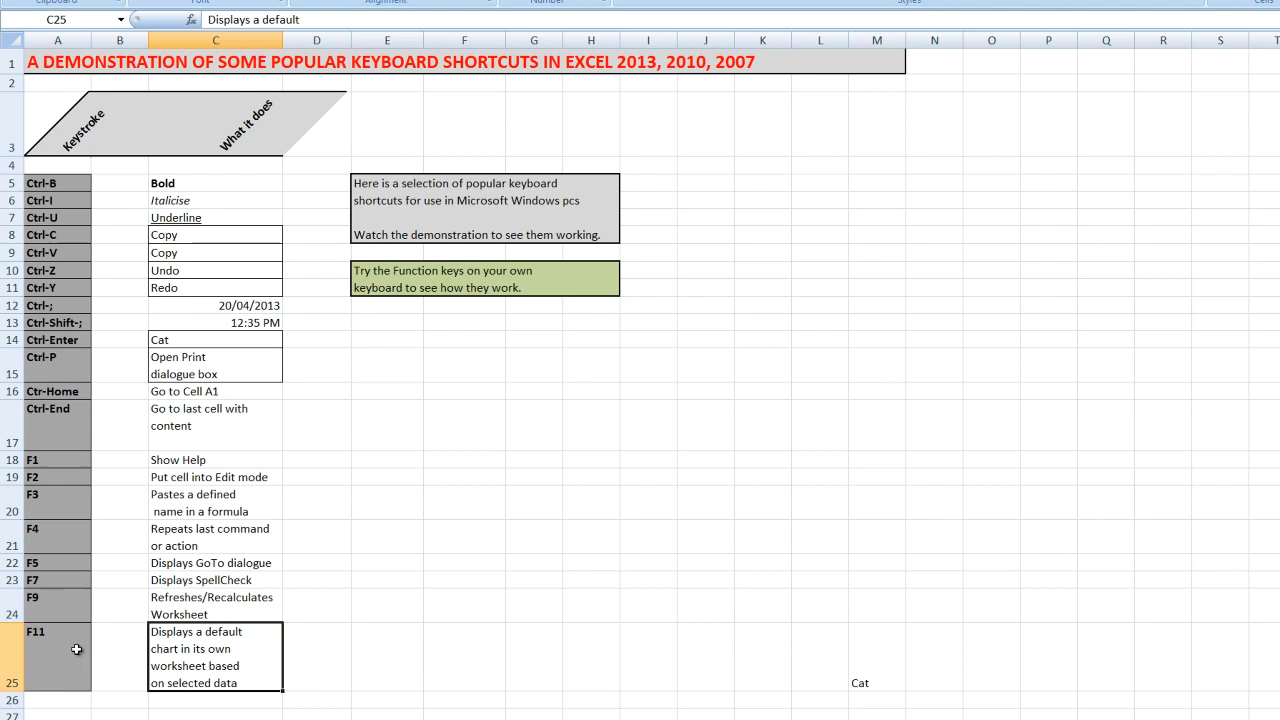 Clipboard Font Alignment Number Styles Cells
C25 fx Displays a default
A B C D E F G H I J K L M N O P Q R S T
1 A DEMONSTRATION OF SOME POPULAR KEYBOARD SHORTCUTS IN EXCEL 2013, 2010, 2007
2
3 Keystroke What it does
4
5 Ctrl-B Bold Here is a selection of popular keyboard
6 Ctrl-I Italicise shortcuts for use in Microsoft Windows pcs
7 Ctrl-U Underline
8 Ctrl-C Copy Watch the demonstration to see them working.
9 Ctrl-V Copy
10 Ctrl-Z Undo Try the Function keys on your own
11 Ctrl-Y Redo keyboard to see how they work.
12 Ctrl-; 20/04/2013
13 Ctrl-Shift-; 12:35 PM
14 Ctrl-Enter Cat
Ctrl-P Open Print
15 dialogue box
16 Ctr-Home Go to Cell A1
Ctrl-End Go to last cell with
content
17
18 F1 Show Help
19 F2 Put cell into Edit mode
F3 Pastes a defined
20 name in a formula
F4 Repeats last command
21 or action
22 F5 Displays GoTo dialogue
23 F7 Displays SpellCheck
F9 Refreshes/Recalculates
24 Worksheet
F11 Displays a default
chart in its own
worksheet based
25 on selected data Cat
26
27